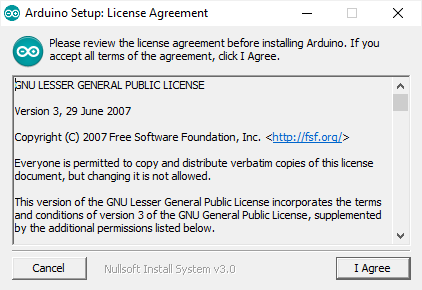 Arduino Setup: License Agreement
Please review the license agreement before installing Arduino. If you
accept all terms of the agreement, click I Agree.
GNU LESSER GENERAL PUBLIC LICENSE
Version 3, 29 June 2007
Copyright (C) 2007 Free Software Foundation, Inc. <http://fsf.org/>
Everyone is permitted to copy and distribute verbatim copies of this license
document, but changing it is not allowed.
This version of the GNU Lesser General Public License incorporates the terms
and conditions of version 3 of the GNU General Public License, supplemented
by the additional permissions listed below.
Cancel
Nullsoft Install System v3.0
I Agree